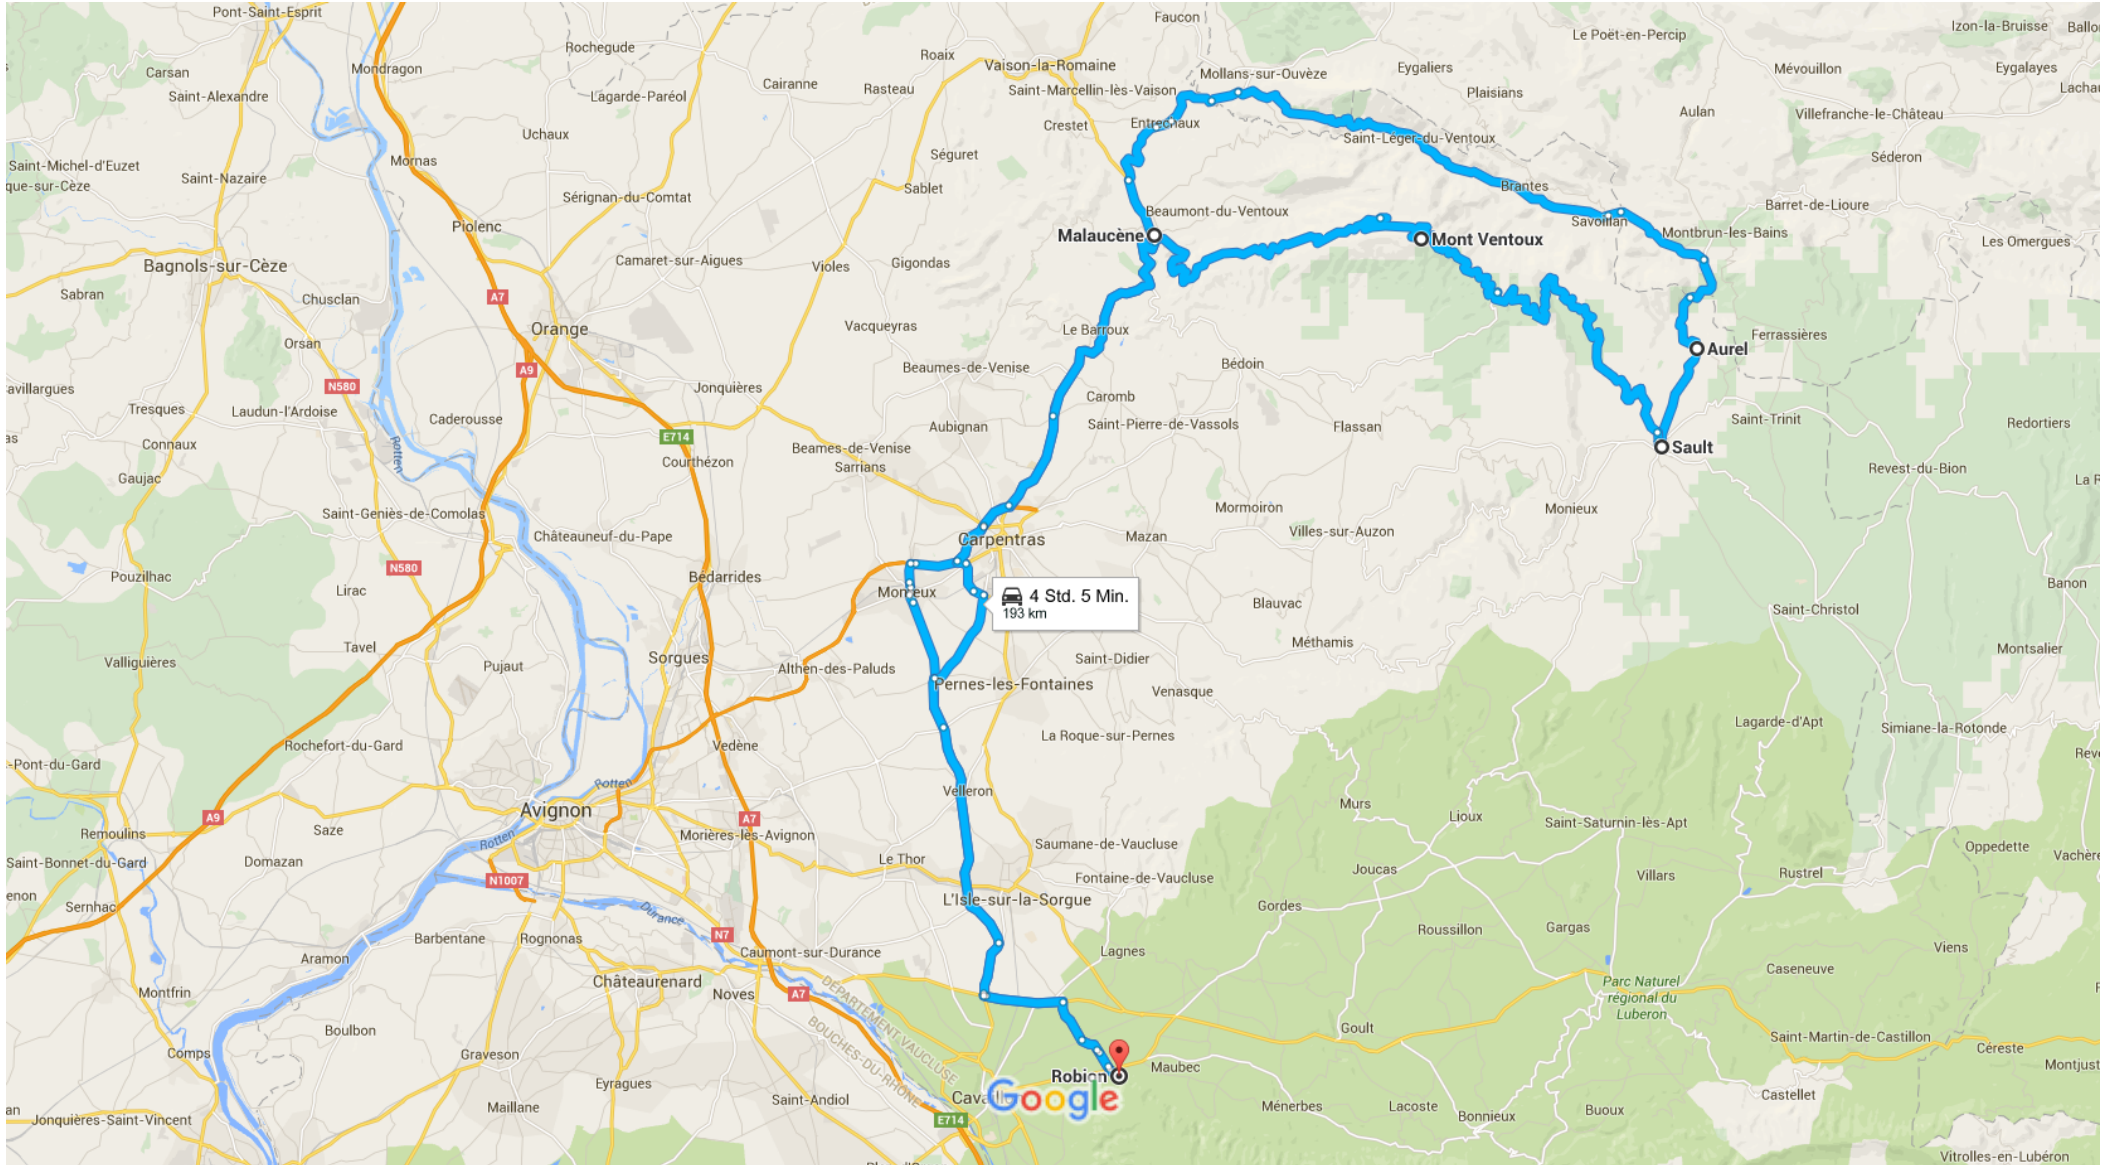 Pont-Saint-Esprit
Faucon
Izon-la-Bruisse
Le Poët-en-Percip
Rochegude
Roaix
Vaison-la-Romaine
Mondragon
Carsan
Mollans-sur-Ouvèze
Eygaliers
Mévouillon
Eygalayes
Cairanne
Rasteau
Saint-Marcellin-lès-Vaison
Plaisians
Saint-Alexandre
Lagarde-Paréol
Aulan
Villefranche-le-Château
Crestet
Entrechaux
Uchaux
Saint-Léger-du-Ventoux
Saint-Michel-d'Euzet
Mornas
Séguret
Séderon
que-sur-Cèze
Saint-Nazaire
Sablet
Brantes
Sérignan-du-Comtat
Beaumont-du-Ventoux
Barret-de-Lioure
Piolenc
Savoillan
Montbrun-les-Bains
Malaucène
Mont Ventoux
Les Omergues
Bagnols-sur-Cèze
Camaret-sur-Aigues
Violes
Gigondas
Sabran
Chusclan
A7
Orange
Vacqueyras
Le Barroux
Ferrassières
Orsan
Aurel
Beaumes-de-Venise
Bédoin
A9
avillargues
N580
Jonquières
Caromb
Tresques
Laudun-l'Ardoise
Caderousse
Aubignan
Saint-Pierre-de-Vassols
Flassan
Saint-Trinit
Redortiers
E714
Connaux
Beames-de-Venise
Sault
Rotten
Courthézon
Sarrians
Revest-du-Bion
Gaujac
Saint-Geniès-de-Comolas
Mormoiron
Monieux
Châteauneuf-du-Pape
Carpentras
Mazan
Villes-sur-Auzon
N580
Pouzilhac
Bédarrides
Banon
Lirac
Monteux
4 Std. 5 Min.
193 km
Blauvac
Saint-Christol
Tavel
Méthamis
Montsalier
Valliguières
Pujaut
Sorgues
Althen-des-Paluds
Saint-Didier
Pernes-les-Fontaines
Venasque
Lagarde-d'Apt
Simiane-la-Rotonde
Rochefort-du-Gard
Vedène
La Roque-sur-Pernes
-Pont-du-Gard
Rotten
Velleron
Murs
Avignon
A9
A7
Lioux
Saint-Saturnin-lès-Apt
Remoulins
Saze
Rotten
Morières-lès-Avignon
Saumane-de-Vaucluse
Oppedette
Saint-Bonnet-du-Gard
Domazan
Le Thor
Joucas
Fontaine-de-Vaucluse
Villars
Rustrel
N1007
Sernhac
L'Isle-sur-la-Sorgue
Gordes
Durance
N7
Roussillon
Gargas
Barbentane
Rognonas
Caumont-sur-Durance
Lagnes
Viens
Aramon
Caseneuve
Châteaurenard
Noves
A7
Montfrin
Parc Naturel
régional du
Luberon
DÉPARTEMENT VAUCLUSE
BOUCHES-DU-RHÔNE
Boulbon
Goult
Saint-Martin-de-Castillon
Comps
Graveson
Céreste
Robion
Maubec
Eyragues
Saint-Andiol
Google
Castellet
Maillane
Ménerbes
Lacoste
Bonnieux
Buoux
Jonquières-Saint-Vincent
E714
Vitrolles-en-Lubéron